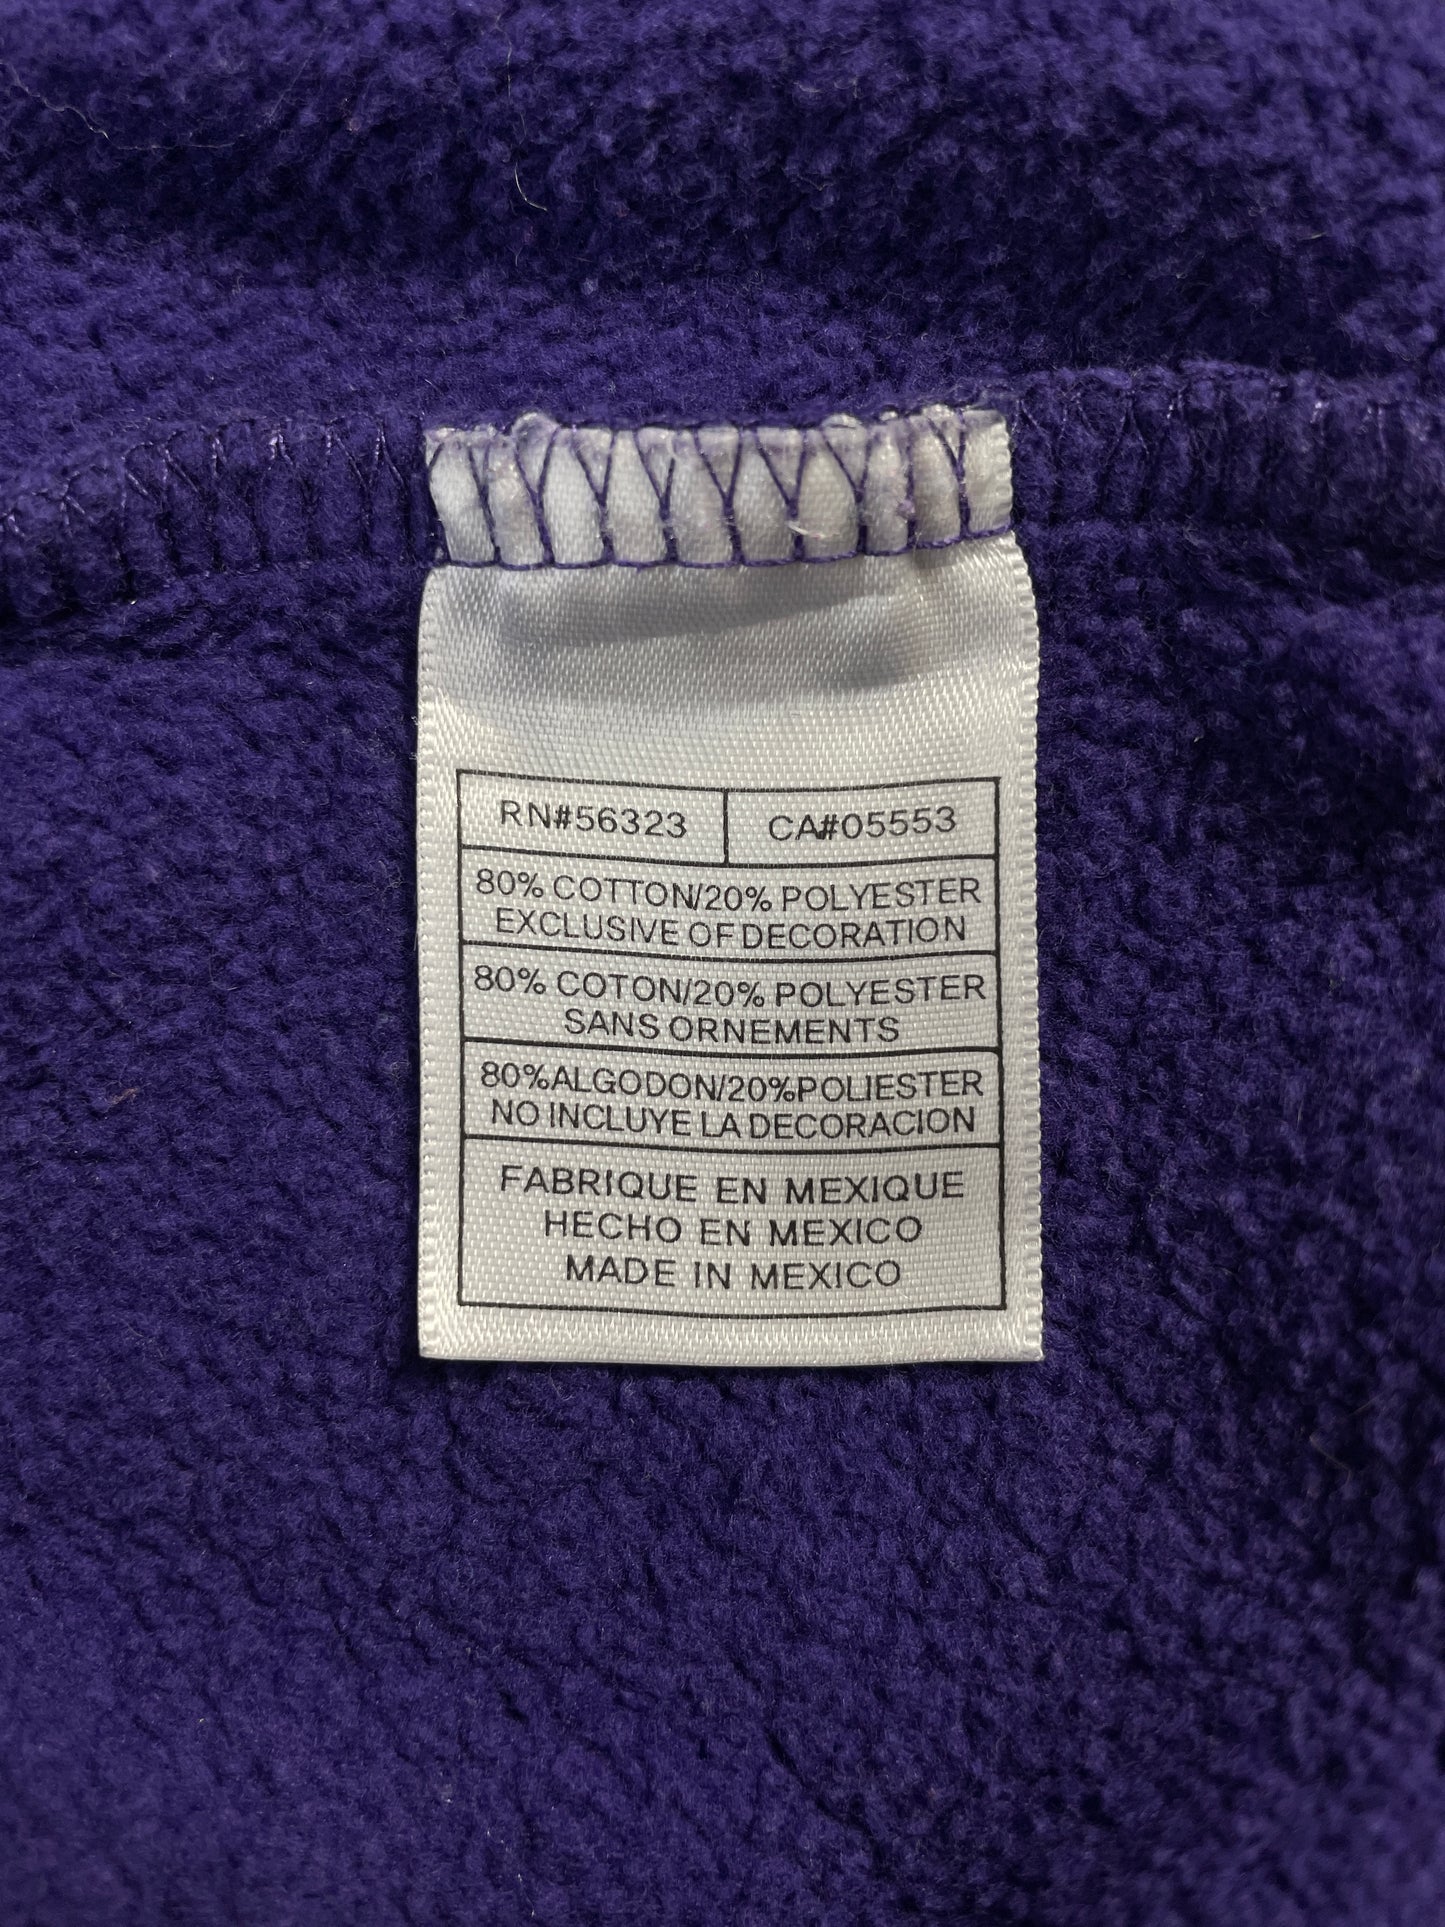 RN#56323 CA#05553
80% COTTON/20% POLYESTER
EXCLUSIVE OF DECORATION
80% COTON/20% POLYESTER
SANS ORNEMENTS
80%ALGODON/20%POLIESTER
NO INCLUYE LA DECORACION
FABRIQUE EN MEXIQUE
HECHO EN MEXICO
MADE IN MEXICO